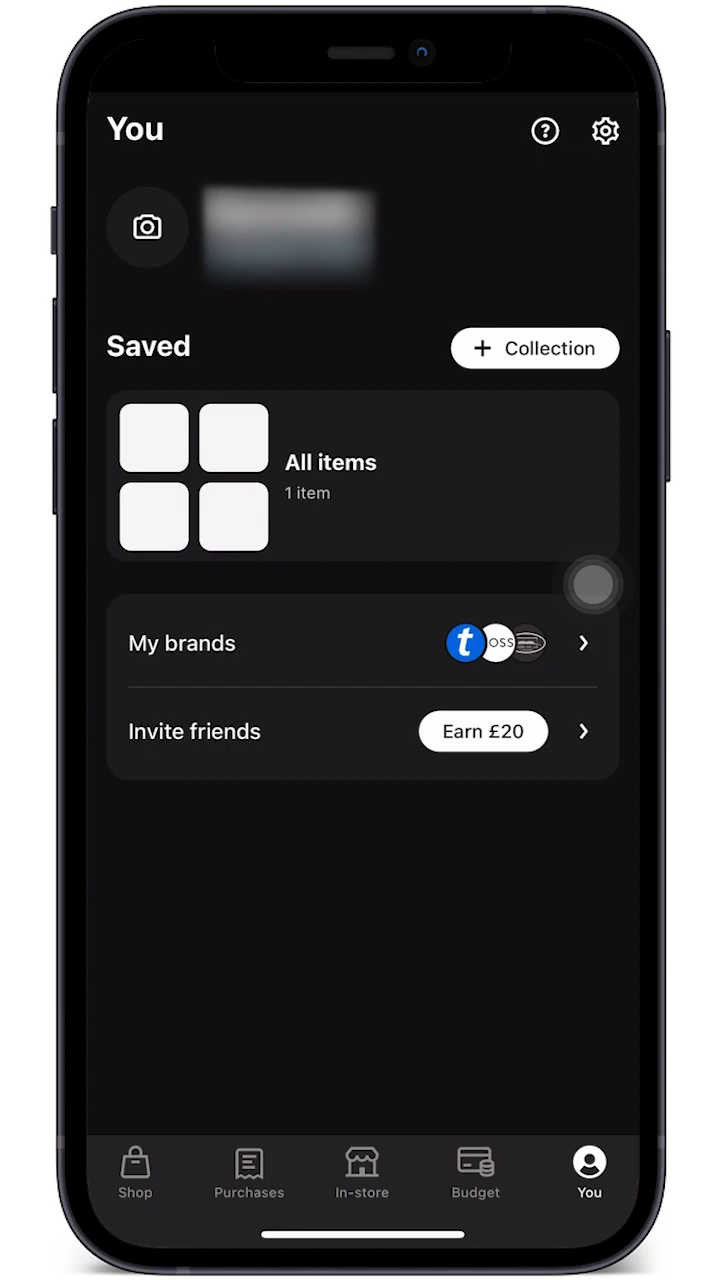 You
Saved
+ Collection
All items
1 item
My brands
t
OSS
Invite friends
Earn £20
Shop
Purchases
In-store
Budget
You